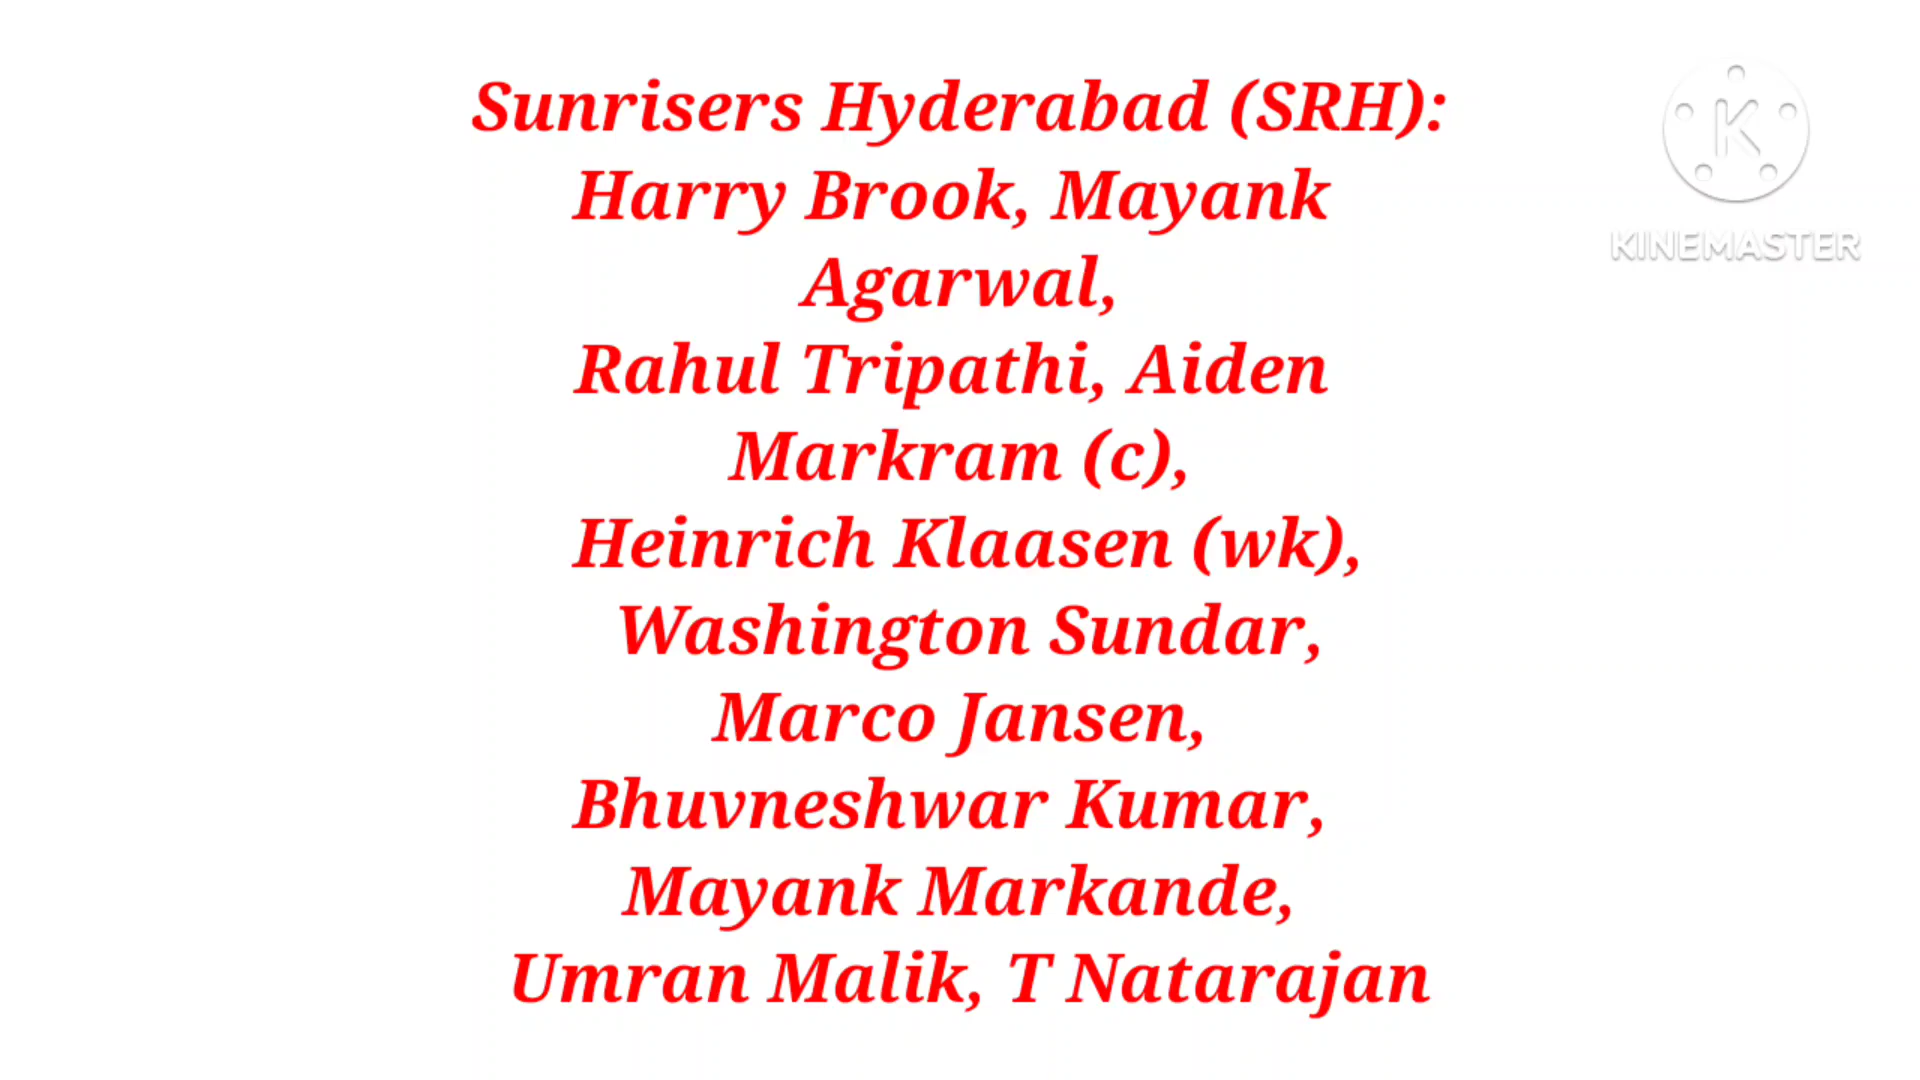 Sunrisers Hyderabad (SRH):
Harry Brook, Mayank
Agarwal,
Rahul Tripathi, Aiden
Markram (c),
Heinrich Klaasen (wk),
Washington Sundar,
Marco Jansen,
Bhuvneshwar Kumar,
Mayank Markande,
Umran Malik, T Natarajan
K
KINEMASTER